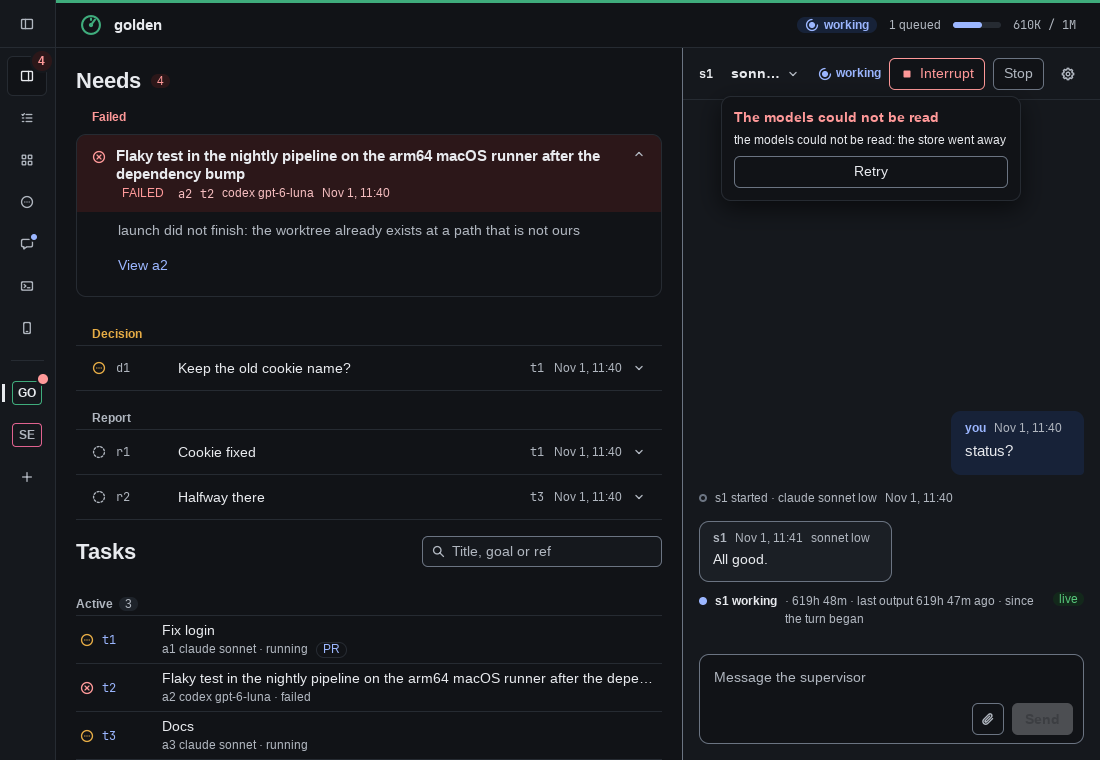 golden
working
1 queued
610K / 1M
4
GO
SE
Needs 4
Failed
Flaky test in the nightly pipeline on the arm64 macOS runner after the
dependency bump
FAILED a2 t2 codex gpt-6-luna Nov 1, 11:40
launch did not finish: the worktree already exists at a path that is not ours
View a2
Decision
d1 Keep the old cookie name? t1 Nov 1, 11:40
Report
r1 Cookie fixed t1 Nov 1, 11:40
r2 Halfway there t3 Nov 1, 11:40
Tasks
Title, goal or ref
Active 3
t1 Fix login
a1 claude sonnet · running PR
t2 Flaky test in the nightly pipeline on the arm64 macOS runner after the depe…
a2 codex gpt-6-luna · failed
t3 Docs
a3 claude sonnet · running
s1 sonn… working Interrupt Stop
The models could not be read
the models could not be read: the store went away
Retry
you Nov 1, 11:40
status?
s1 started · claude sonnet low Nov 1, 11:40
s1 Nov 1, 11:41 sonnet low
All good.
s1 working · 619h 48m · last output 619h 47m ago · since
the turn began
live
Message the supervisor
Send